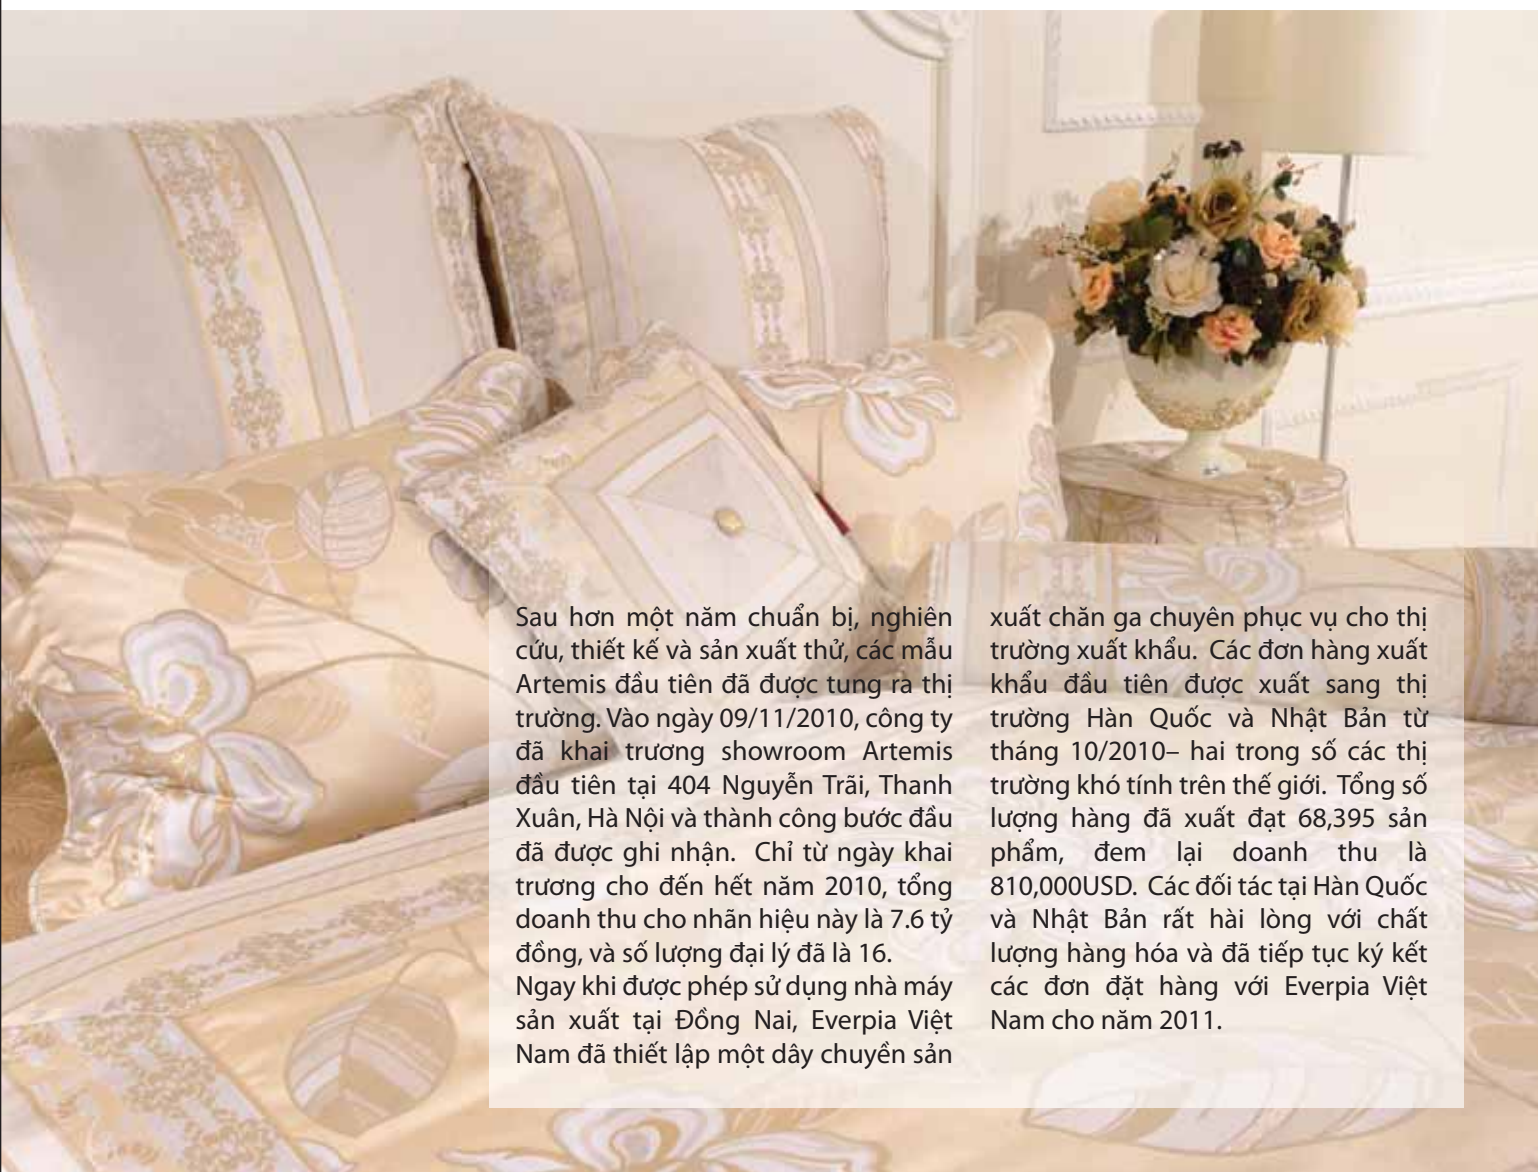 Sau hơn một năm chuẩn bị, nghiên
cứu, thiết kế và sản xuất thử, các mẫu
Artemis đầu tiên đã được tung ra thị
trường. Vào ngày 09/11/2010, công ty
đã khai trương showroom Artemis
đầu tiên tại 404 Nguyễn Trãi, Thanh
Xuân, Hà Nội và thành công bước đầu
đã được ghi nhận. Chỉ từ ngày khai
trương cho đến hết năm 2010, tổng
doanh thu cho nhãn hiệu này là 7.6 tỷ
đồng, và số lượng đại lý đã là 16.
Ngay khi được phép sử dụng nhà máy
sản xuất tại Đồng Nai, Everpia Việt
Nam đã thiết lập một dây chuyền sản
xuất chăn ga chuyên phục vụ cho thị
trường xuất khẩu. Các đơn hàng xuất
khẩu đầu tiên được xuất sang thị
trường Hàn Quốc và Nhật Bản từ
tháng 10/2010– hai trong số các thị
trường khó tính trên thế giới. Tổng số
lượng hàng đã xuất đạt 68,395 sản
phẩm, đem lại doanh thu là
810,000USD. Các đối tác tại Hàn Quốc
và Nhật Bản rất hài lòng với chất
lượng hàng hóa và đã tiếp tục ký kết
các đơn đặt hàng với Everpia Việt
Nam cho năm 2011.